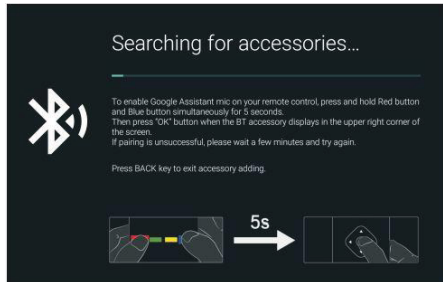 Searching for accessories...
To enable Google Assistant mic on your remote control, press and hold Red button
and Blue button simultaneously for 5 seconds.
Then press "OK" button when the BT accessory displays in the upper right corner of
the screen.
If pairing is unsuccessful, please wait a few minutes and try again.
Press BACK key to exit accessory adding.
5s